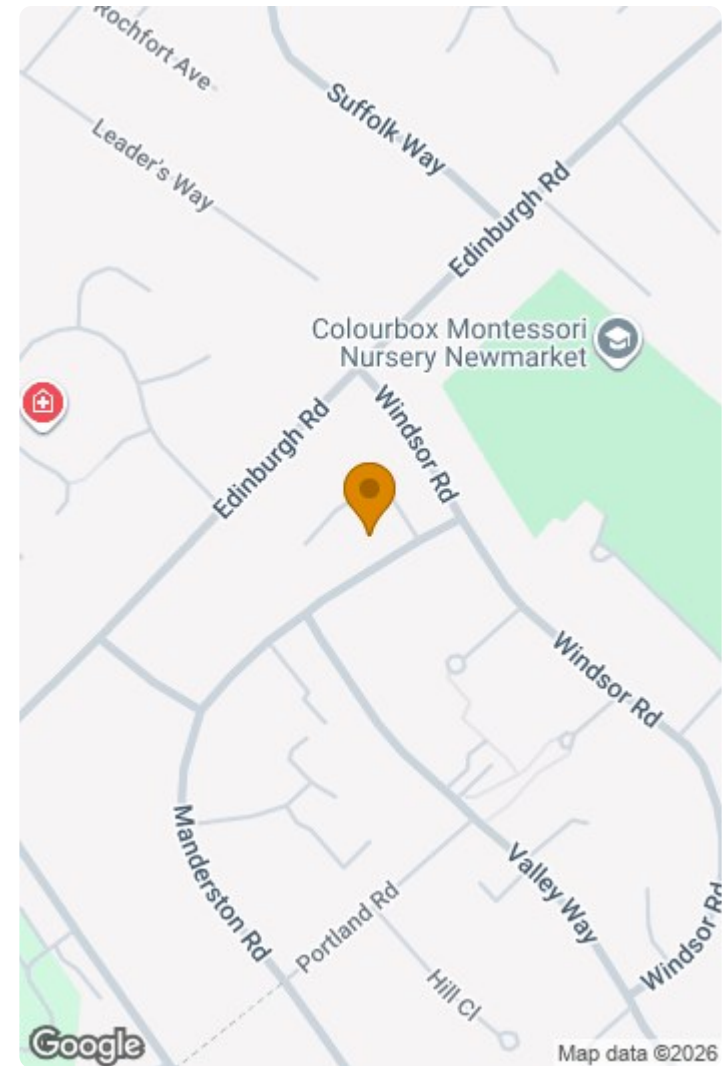 Rochfort Ave
Suffolk Way
Leader's Way
Edinburgh Rd
Colourbox Montessori
Nursery Newmarket
Edinburgh Rd
Windsor Rd
Windsor Rd
Manderston Rd
Valley Way
Portland Rd
Windsor Rd
Hill Cl
Google
Map data ©2026